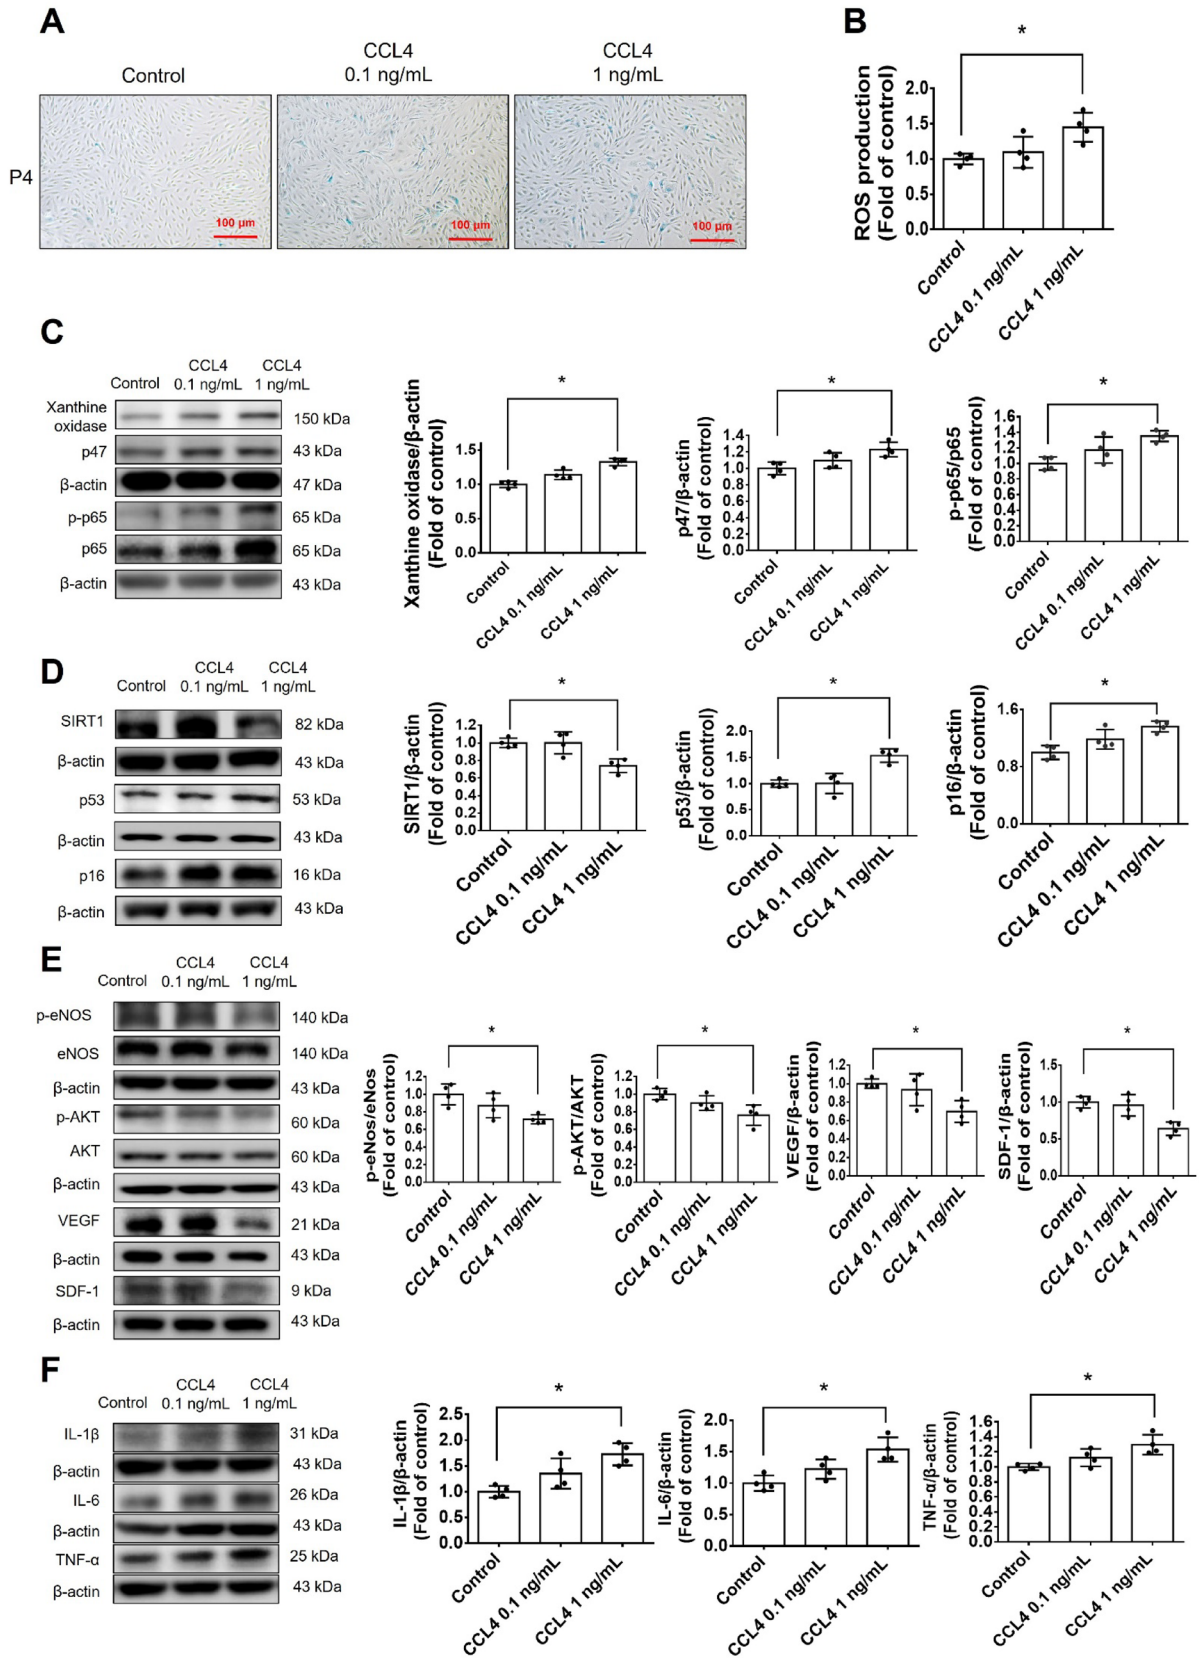 A
Control
CCL4
0.1 ng/mL
CCL4
1 ng/mL
P4
100 µm
100 µm
100 µm
B
*
ROS production
(Fold of control)
2.0
1.5
1.0
0.5
0.0
Control
CCL4 0.1 ng/mL
CCL4 1 ng/mL
C
Control
CCL4
0.1 ng/mL
CCL4
1 ng/mL
Xanthine
oxidase
150 kDa
p47
43 kDa
β-actin
47 kDa
p-p65
65 kDa
p65
65 kDa
β-actin
43 kDa
*
Xanthine oxidase/β-actin
(Fold of control)
1.5
1.0
0.5
0.0
Control
CCL4 0.1 ng/mL
CCL4 1 ng/mL
*
p47/β-actin
(Fold of control)
1.4
1.2
1.0
0.8
0.6
0.4
0.2
0.0
Control
CCL4 0.1 ng/mL
CCL4 1 ng/mL
*
p-p65/p65
(Fold of control)
1.6
1.4
1.2
1.0
0.8
0.6
0.4
0.2
0.0
Control
CCL4 0.1 ng/mL
CCL4 1 ng/mL
D
Control
CCL4
0.1 ng/mL
CCL4
1 ng/mL
SIRT1
82 kDa
β-actin
43 kDa
p53
53 kDa
β-actin
43 kDa
p16
16 kDa
β-actin
43 kDa
*
SIRT1/β-actin
(Fold of control)
1.2
1.0
0.8
0.6
0.4
0.2
0.0
Control
CCL4 0.1 ng/mL
CCL4 1 ng/mL
*
p53/β-actin
(Fold of control)
2.0
1.5
1.0
0.5
0.0
Control
CCL4 0.1 ng/mL
CCL4 1 ng/mL
*
p16/β-actin
(Fold of control)
1.6
0.8
0.0
Control
CCL4 0.1 ng/mL
CCL4 1 ng/mL
E
Control
CCL4
0.1 ng/mL
CCL4
1 ng/mL
p-eNOS
140 kDa
eNOS
140 kDa
β-actin
43 kDa
p-AKT
60 kDa
AKT
60 kDa
β-actin
43 kDa
VEGF
21 kDa
β-actin
43 kDa
SDF-1
9 kDa
β-actin
43 kDa
*
p-eNos/eNos
(Fold of control)
1.2
1.0
0.8
0.6
0.4
0.2
0.0
Control
CCL4 0.1 ng/mL
CCL4 1 ng/mL
*
p-AKT/AKT
(Fold of control)
1.2
1.0
0.8
0.6
0.4
0.2
0.0
Control
CCL4 0.1 ng/mL
CCL4 1 ng/mL
*
VEGF/β-actin
(Fold of control)
1.2
1.0
0.8
0.6
0.4
0.2
0.0
Control
CCL4 0.1 ng/mL
CCL4 1 ng/mL
*
SDF-1/β-actin
(Fold of control)
1.5
1.0
0.5
0.0
Control
CCL4 0.1 ng/mL
CCL4 1 ng/mL
F
Control
CCL4
0.1 ng/mL
CCL4
1 ng/mL
IL-1β
31 kDa
β-actin
43 kDa
IL-6
26 kDa
β-actin
43 kDa
TNF-α
25 kDa
β-actin
43 kDa
*
IL-1β/β-actin
(Fold of control)
2.5
2.0
1.5
1.0
0.5
0.0
Control
CCL4 0.1 ng/mL
CCL4 1 ng/mL
*
IL-6/β-actin
(Fold of control)
2.0
1.5
1.0
0.5
0.0
Control
CCL4 0.1 ng/mL
CCL4 1 ng/mL
*
TNF-α/β-actin
(Fold of control)
1.6
1.4
1.2
1.0
0.8
0.6
0.4
0.2
0.0
Control
CCL4 0.1 ng/mL
CCL4 1 ng/mL